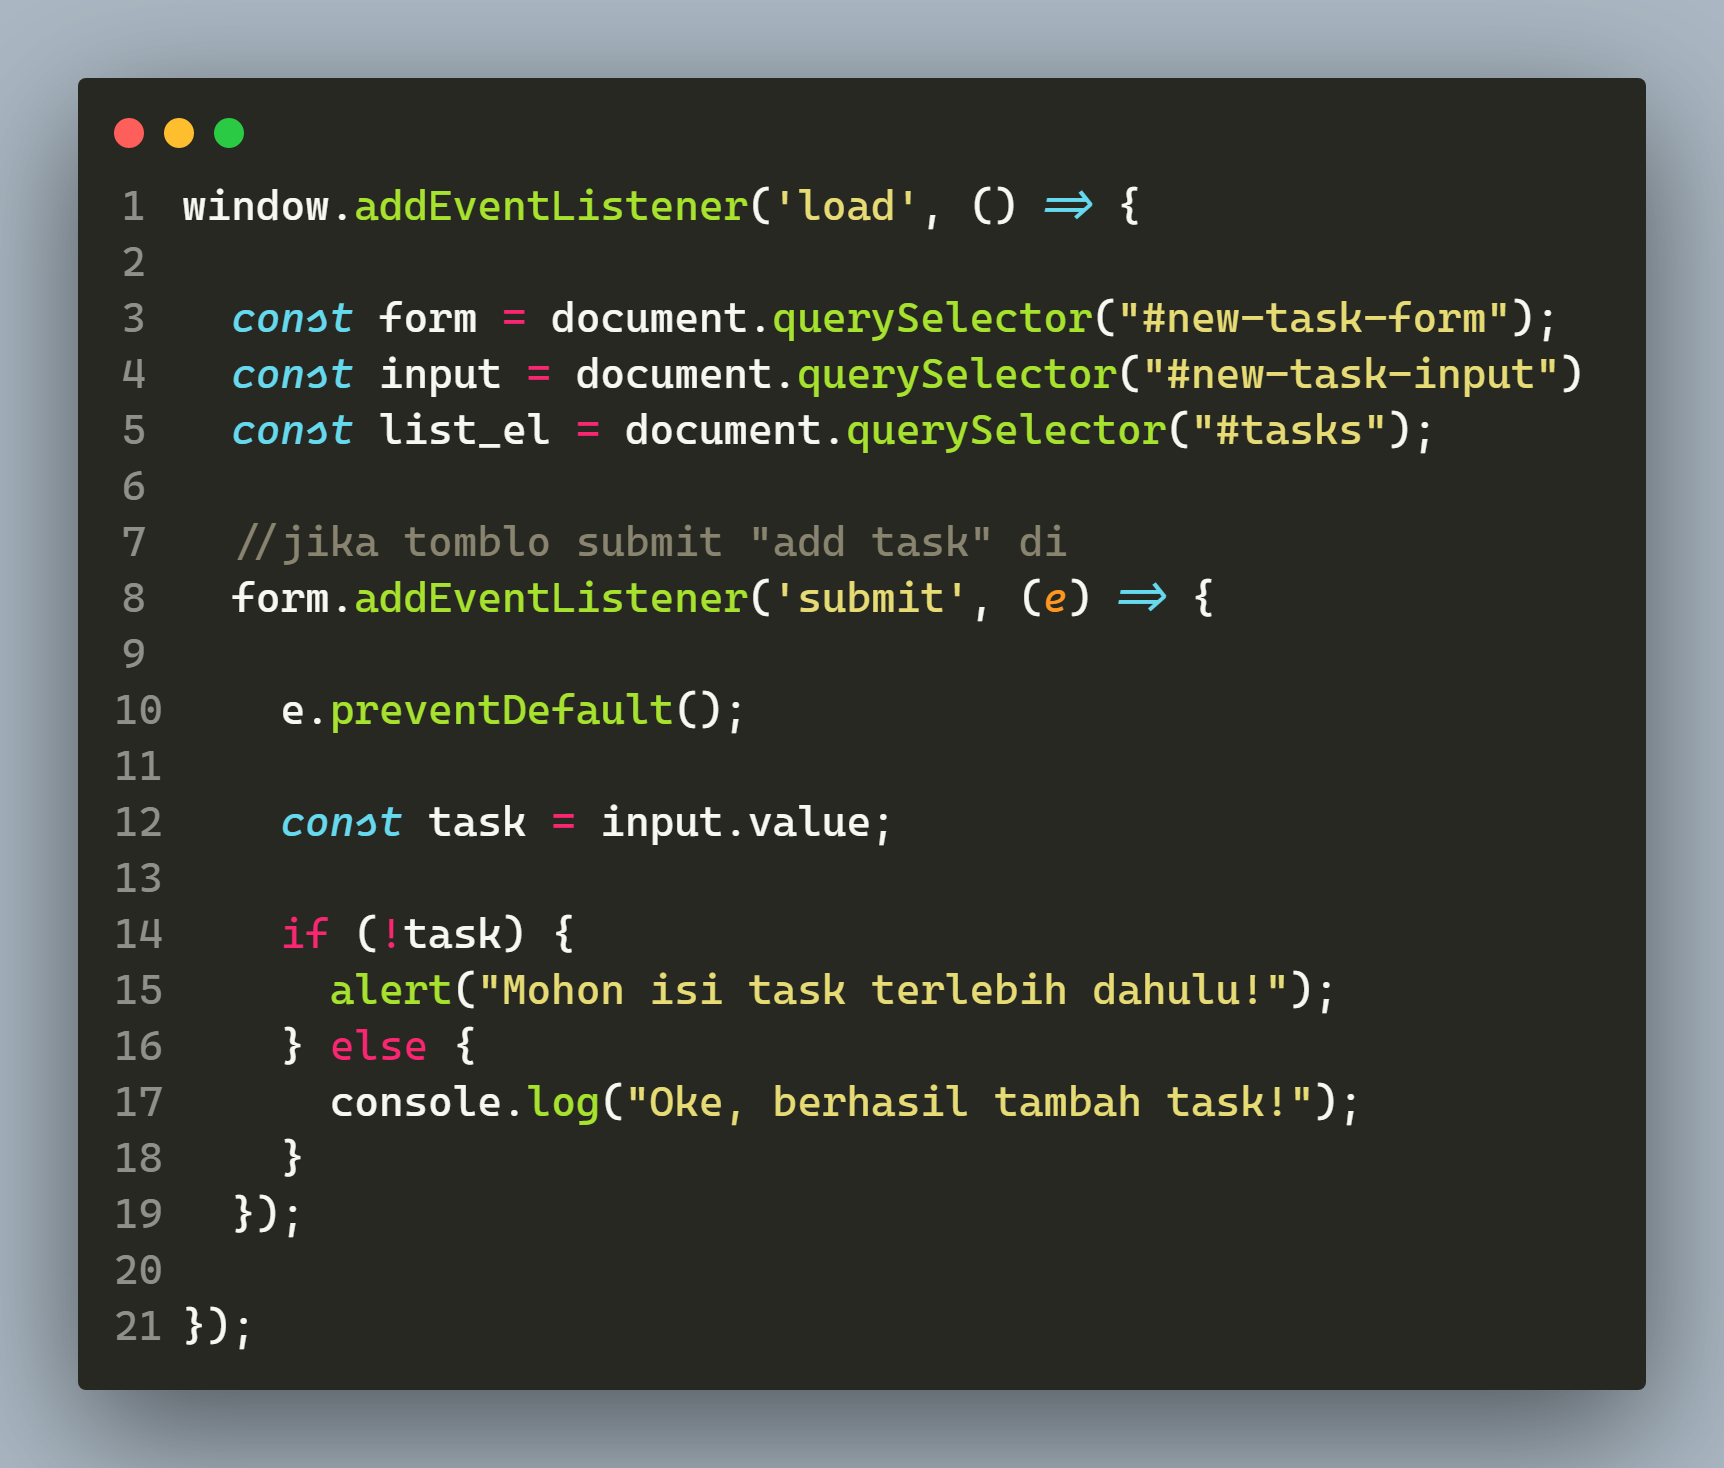 1 window.addEventListener('load', () => {
2
3   const form = document.querySelector("#new-task-form");
4   const input = document.querySelector("#new-task-input")
5   const list_el = document.querySelector("#tasks");
6
7   //jika tomblo submit "add task" di
8   form.addEventListener('submit', (e) => {
9
10     e.preventDefault();
11
12     const task = input.value;
13
14     if (!task) {
15       alert("Mohon isi task terlebih dahulu!");
16     } else {
17       console.log("Oke, berhasil tambah task!");
18     }
19   });
20
21 });